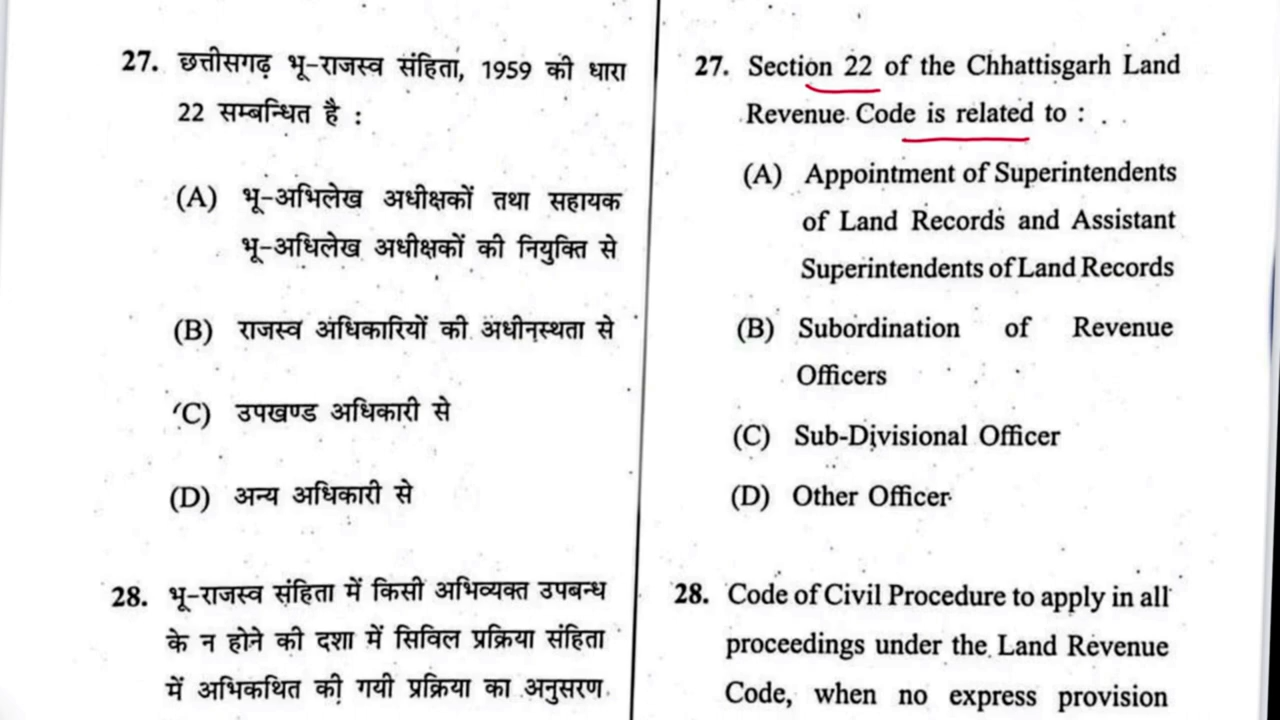 27. छत्तीसगढ़ भू-राजस्व संहिता, 1959 की धारा
22 सम्बन्धित है :
(A) भू-अभिलेख अधीक्षकों तथा सहायक
भू-अधिलेख अधीक्षकों की नियुक्ति से
(B) राजस्व अधिकारियों की अधीनस्थता से
(C) उपखण्ड अधिकारी से
(D) अन्य अधिकारी से
28. भू-राजस्व संहिता में किसी अभिव्यक्त उपबन्ध
के न होने की दशा में सिविल प्रक्रिया संहिता
में अभिकथित की गयी प्रक्रिया का अनुसरण
27. Section 22 of the Chhattisgarh Land
Revenue Code is related to :
(A) Appointment of Superintendents
of Land Records and Assistant
Superintendents of Land Records
(B) Subordination of Revenue
Officers
(C) Sub-Divisional Officer
(D) Other Officer
28. Code of Civil Procedure to apply in all
proceedings under the Land Revenue
Code, when no express provision